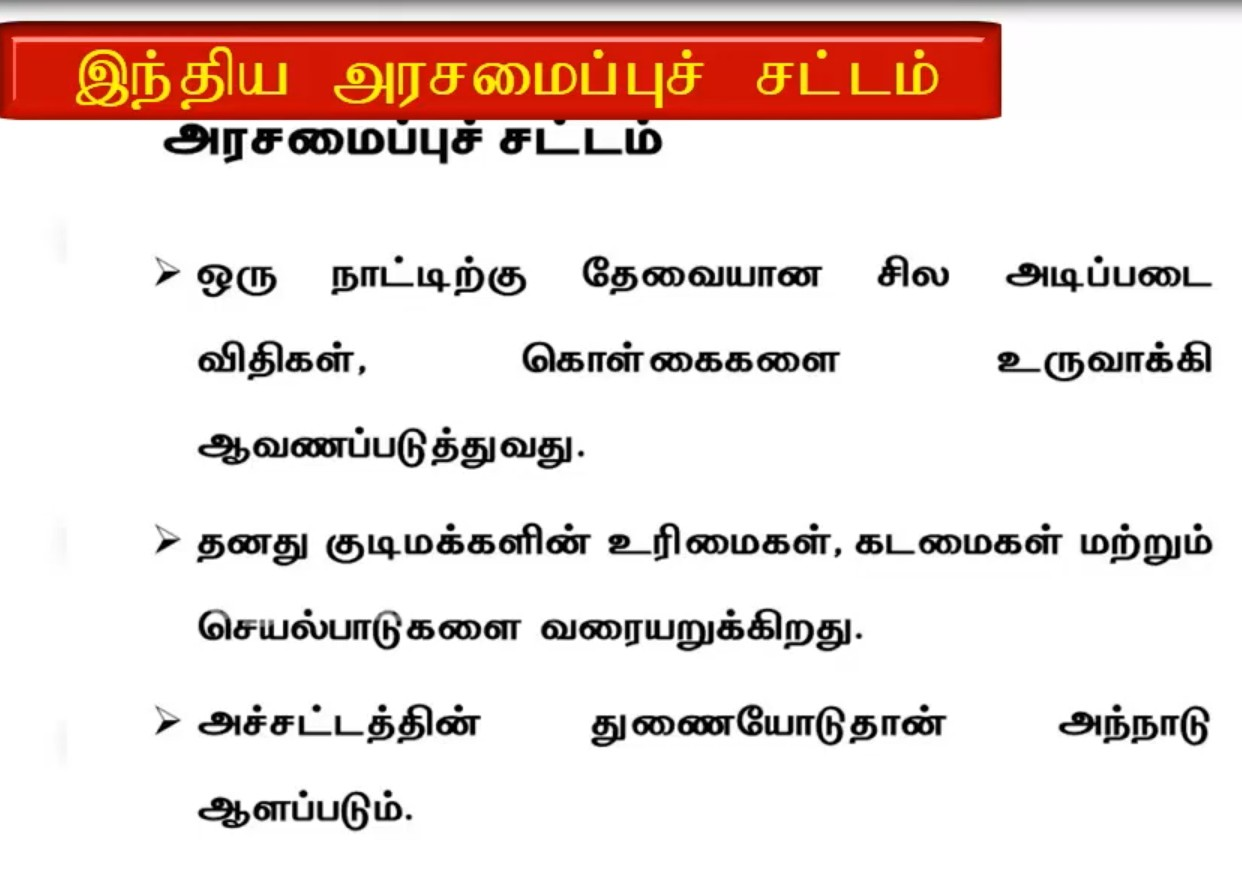 இந்திய அரசமைப்புச் சட்டம்
அரசமைப்புச் சட்டம்
➢ ஒரு நாட்டிற்கு தேவையான சில அடிப்படை
விதிகள், கொள்கைகளை உருவாக்கி
ஆவணப்படுத்துவது.
➢ தனது குடிமக்களின் உரிமைகள், கடமைகள் மற்றும்
செயல்பாடுகளை வரையறுக்கிறது.
➢ அச்சட்டத்தின் துணையோடுதான் அந்நாடு
ஆளப்படும்.